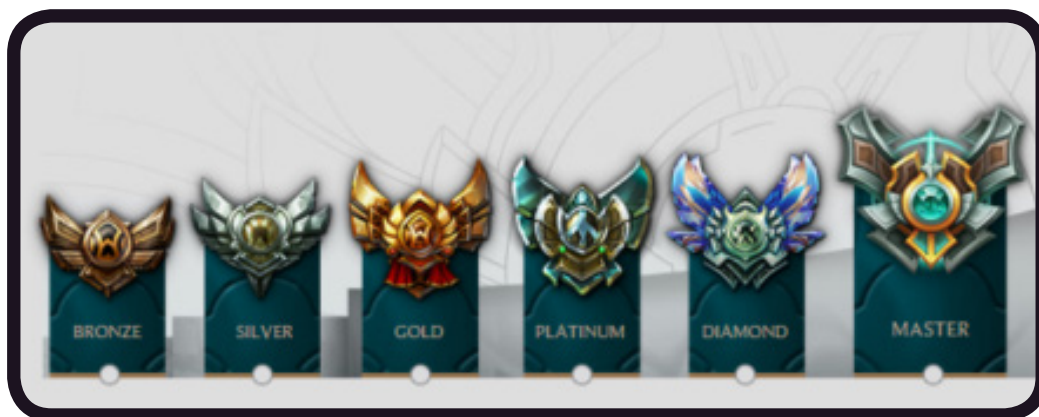 BRONZE
SILVER
GOLD
PLATINUM
DIAMOND
MASTER